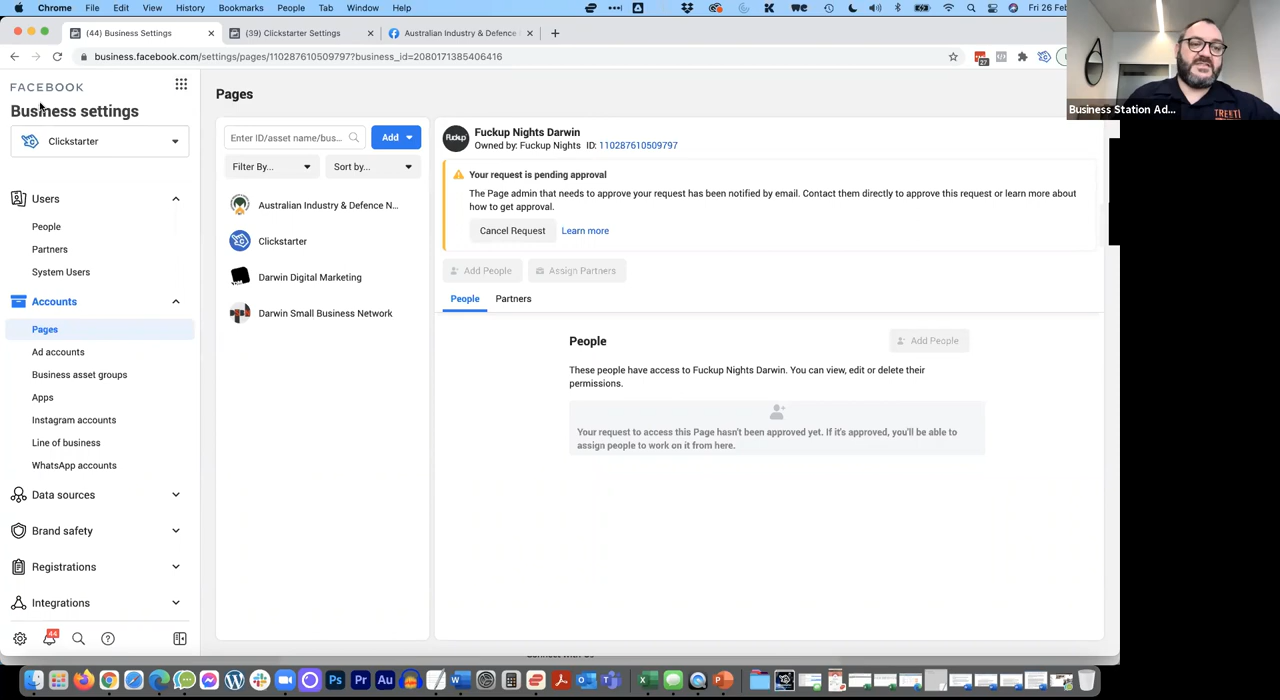 Chrome File Edit View History Bookmarks People Tab Window Help Fri 26 Feb
(44) Business Settings
(39) Clickstarter Settings
Australian Industry & Defence
business.facebook.com/settings/pages/110287610509797?business_id=2080171385406416
27
FACEBOOK
Business settings
Clickstarter
Users
People
Partners
System Users
Accounts
Pages
Ad accounts
Business asset groups
Apps
Instagram accounts
Line of business
WhatsApp accounts
Data sources
Brand safety
Registrations
Integrations
44
Pages
Enter ID/asset name/bus...
Add
Filter By...
Sort by...
Australian Industry & Defence N...
Clickstarter
Darwin Digital Marketing
Darwin Small Business Network
Fuckup
Fuckup Nights Darwin
Owned by: Fuckup Nights ID: 110287610509797
Your request is pending approval
The Page admin that needs to approve your request has been notified by email. Contact them directly to approve this request or learn more about
how to get approval.
Cancel Request
Learn more
Add People
Assign Partners
People
Partners
People
Add People
These people have access to Fuckup Nights Darwin. You can view, edit or delete their
permissions.
Your request to access this Page hasn't been approved yet. If it's approved, you'll be able to
assign people to work on it from here.
Business Station Ad...